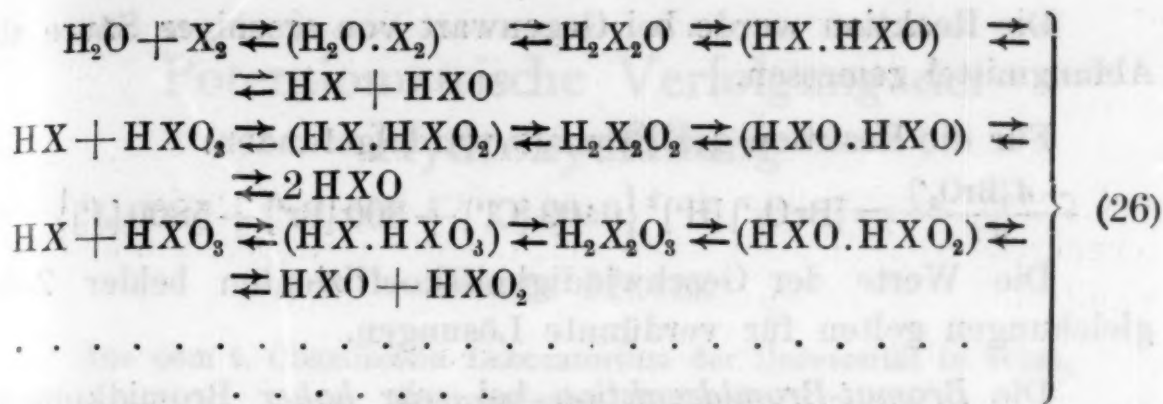 H₂O + X₂ ⇄ (H₂O.X₂) ⇄ H₂X₂O ⇄ (HX.HXO) ⇄
⇄ HX + HXO
HX + HXO₂ ⇄ (HX.HXO₂) ⇄ H₂X₂O₂ ⇄ (HXO.HXO) ⇄
⇄ 2 HXO
(26)
HX + HXO₃ ⇄ (HX.HXO₃) ⇄ H₂X₂O₃ ⇄ (HXO.HXO₂) ⇄
⇄ HXO + HXO₂
. . . . . . . . . . . . . . . . . . . . . . .
. . . . . . . . .